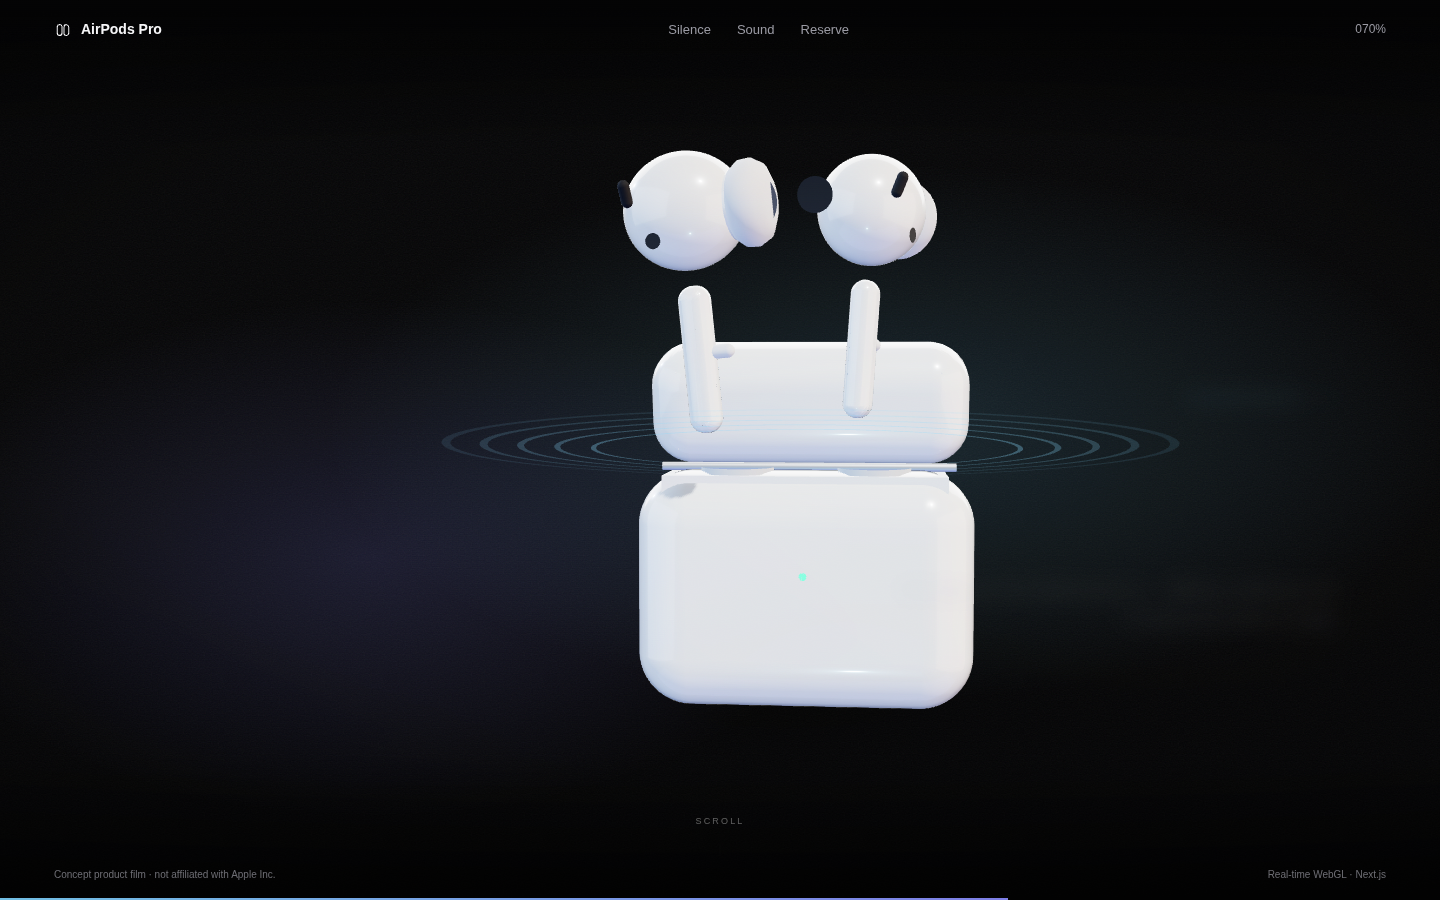 AirPods Pro
Silence
Sound
Reserve
070%
SCROLL
Concept product film · not affiliated with Apple Inc.
Real-time WebGL · Next.js